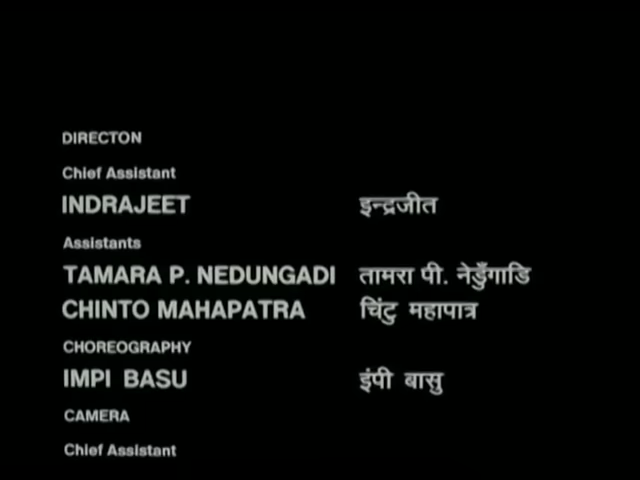 DIRECTON
Chief Assistant
INDRAJEET इन्द्रजीत
Assistants
TAMARA P. NEDUNGADI तामरा पी. नेडुँगाडि
CHINTO MAHAPATRA चिंटु महापात्र
CHOREOGRAPHY
IMPI BASU इंपी बासु
CAMERA
Chief Assistant